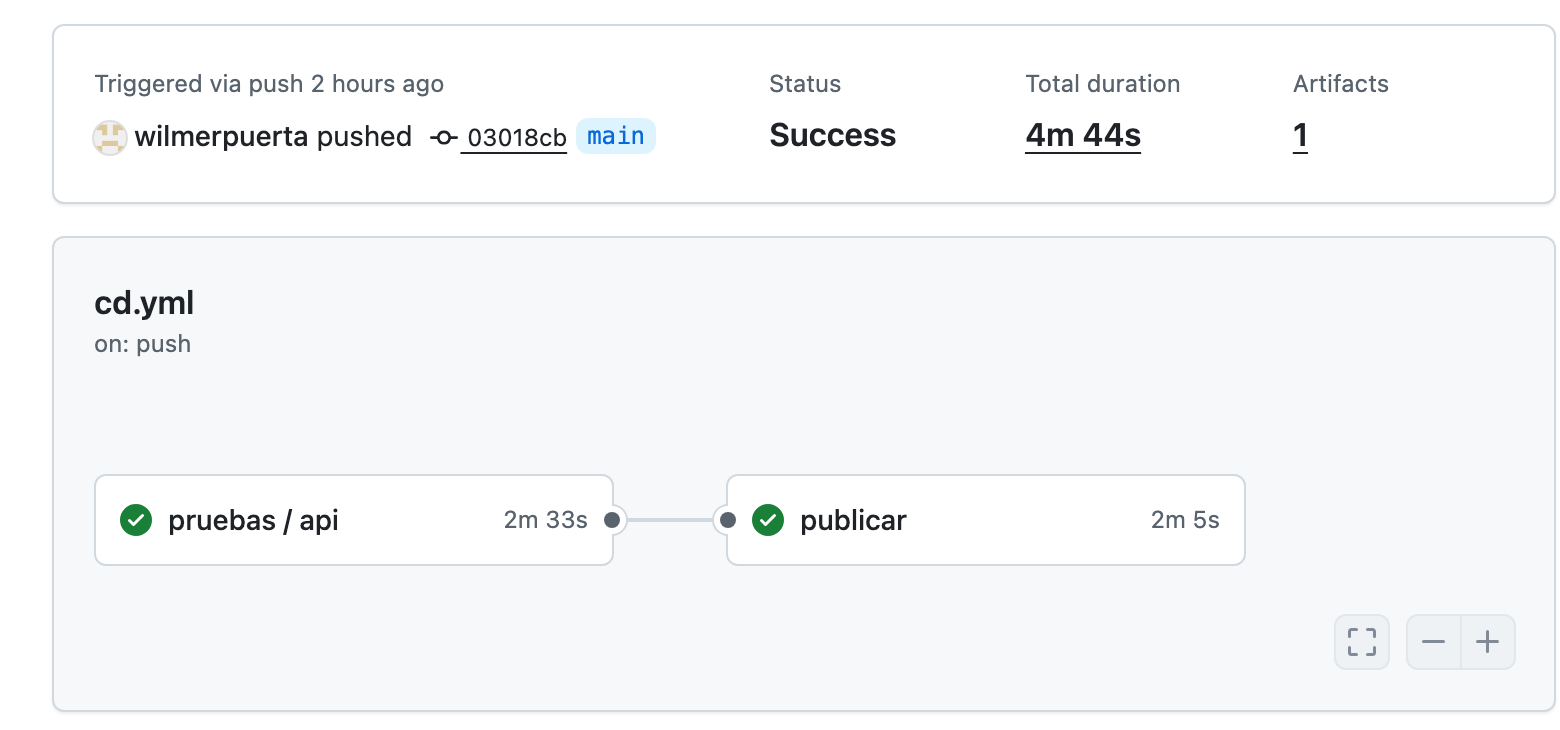 Triggered via push 2 hours ago
wilmerpuerta pushed 03018cb main
Status
Success
Total duration
4m 44s
Artifacts
1
cd.yml
on: push
pruebas / api 2m 33s
publicar 2m 5s